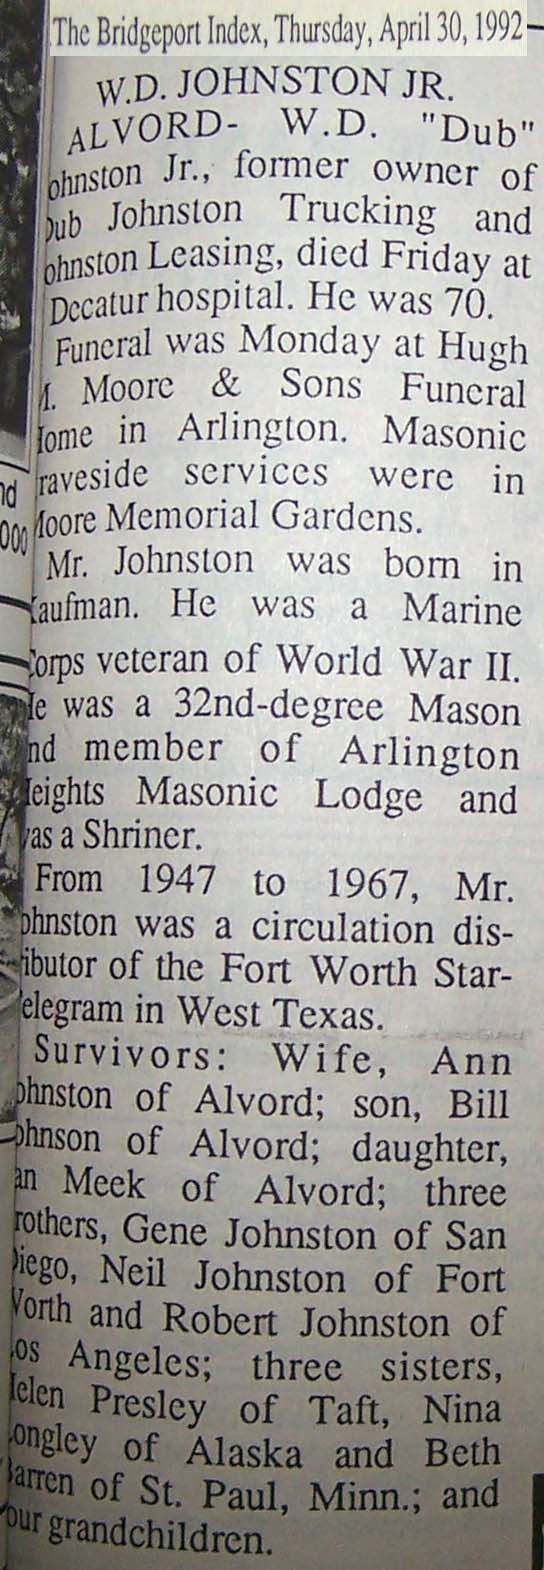 The Bridgeport Index, Thursday, April 30, 1992
W.D. JOHNSTON JR.
ALVORD- W.D. "Dub"
ohnston Jr., former owner of
Dub Johnston Trucking and
ohnston Leasing, died Friday at
Decatur hospital. He was 70.
Funeral was Monday at Hugh
M. Moore & Sons Funeral
Home in Arlington. Masonic
raveside services were in
Moore Memorial Gardens.
Mr. Johnston was born in
Kaufman. He was a Marine
Corps veteran of World War II.
He was a 32nd-degree Mason
nd member of Arlington
Heights Masonic Lodge and
was a Shriner.
From 1947 to 1967, Mr.
ohnston was a circulation dis-
ributor of the Fort Worth Star-
Telegram in West Texas.
Survivors: Wife, Ann
ohnston of Alvord; son, Bill
ohnson of Alvord; daughter,
an Meek of Alvord; three
rothers, Gene Johnston of San
Diego, Neil Johnston of Fort
Worth and Robert Johnston of
Los Angeles; three sisters,
Helen Presley of Taft, Nina
Longley of Alaska and Beth
Barren of St. Paul, Minn.; and
our grandchildren.
nd
000